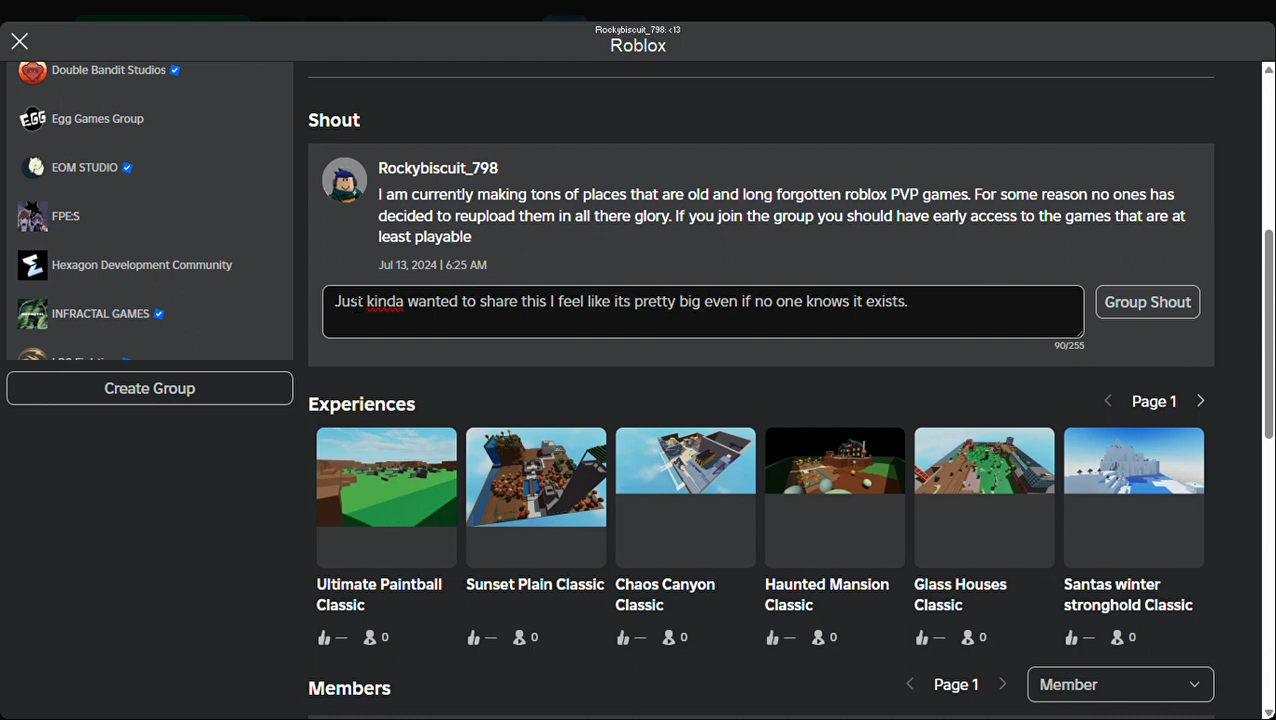 Rockybiscuit_798: <13
Roblox
Double Bandit Studios
Egg Games Group
EOM STUDIO
FPE:S
Hexagon Development Community
INFRACTAL GAMES
Create Group
Shout
Rockybiscuit_798
I am currently making tons of places that are old and long forgotten roblox PVP games. For some reason no ones has
decided to reupload them in all there glory. If you join the group you should have early access to the games that are at
least playable
Jul 13, 2024 | 6:25 AM
Just kinda wanted to share this I feel like its pretty big even if no one knows it exists.
Group Shout
90/255
Experiences
Page 1
Ultimate Paintball
Classic
Sunset Plain Classic
Chaos Canyon
Classic
Haunted Mansion
Classic
Glass Houses
Classic
Santas winter
stronghold Classic
— 0
— 0
— 0
— 0
— 0
— 0
Members
Page 1
Member